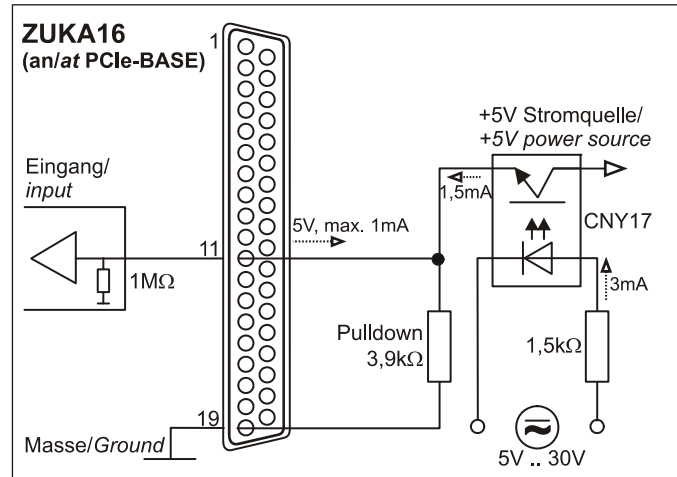 ZUKA16
(an/at PCIe-BASE)
1
+5V Stromquelle/
+5V power source
Eingang/
input
1,5mA
5V, max. 1mA
CNY17
11
1MΩ
3mA
Pulldown
3,9kΩ
1,5kΩ
19
Masse/Ground
5V .. 30V